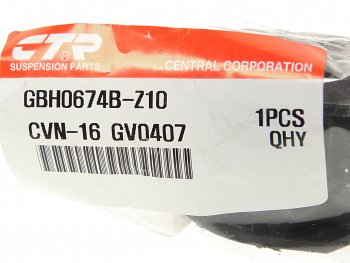 CTR
SUSPENSION PARTS
CENTRAL CORPORATION
GBH0674B-Z10
CVN-16 GV0407
1PCS
QHY